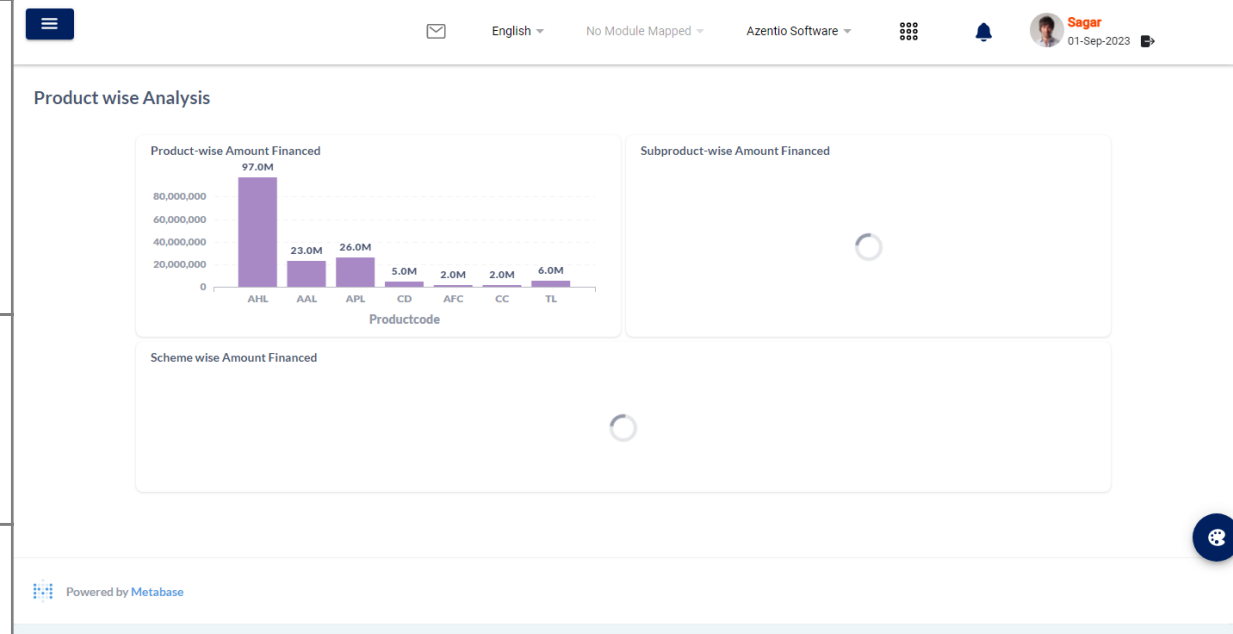 English
No Module Mapped
Azentio Software
Sagar
01-Sep-2023
Product wise Analysis
Product-wise Amount Financed
97.0M
80,000,000
60,000,000
40,000,000
20,000,000
0
23.0M
26.0M
5.0M
2.0M
2.0M
6.0M
AHL
AAL
APL
CD
AFC
CC
TL
Productcode
Subproduct-wise Amount Financed
Scheme wise Amount Financed
Powered by Metabase